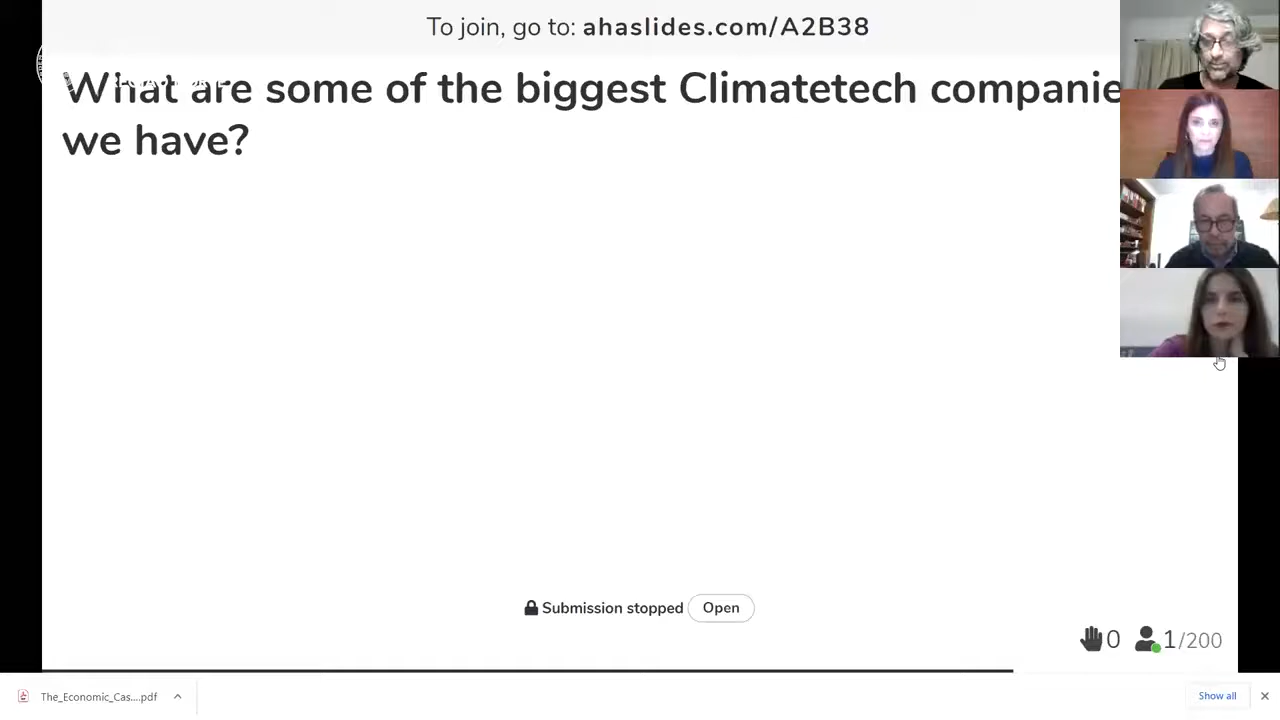 To join, go to: ahaslides.com/A2B38
What are some of the biggest Climatetech companie
we have?
Submission stopped Open
0 1/200
The_Economic_Cas....pdf
Show all